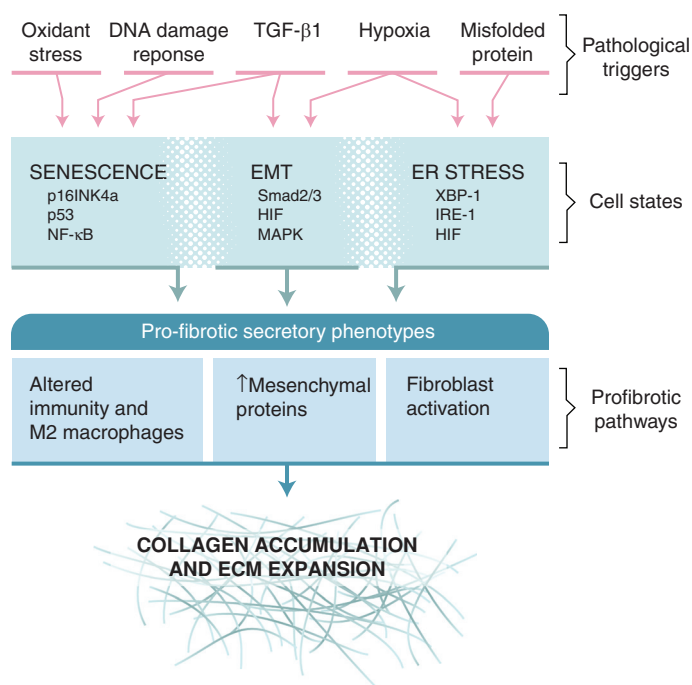 Oxidant
stress
DNA damage
reponse
TGF-β1
Hypoxia
Misfolded
protein
Pathological
triggers
SENESCENCE
p16INK4a
p53
NF-κB
EMT
Smad2/3
HIF
MAPK
ER STRESS
XBP-1
IRE-1
HIF
Cell states
Pro-fibrotic secretory phenotypes
Altered
immunity and
M2 macrophages
↑Mesenchymal
proteins
Fibroblast
activation
Profibrotic
pathways
COLLAGEN ACCUMULATION
AND ECM EXPANSION